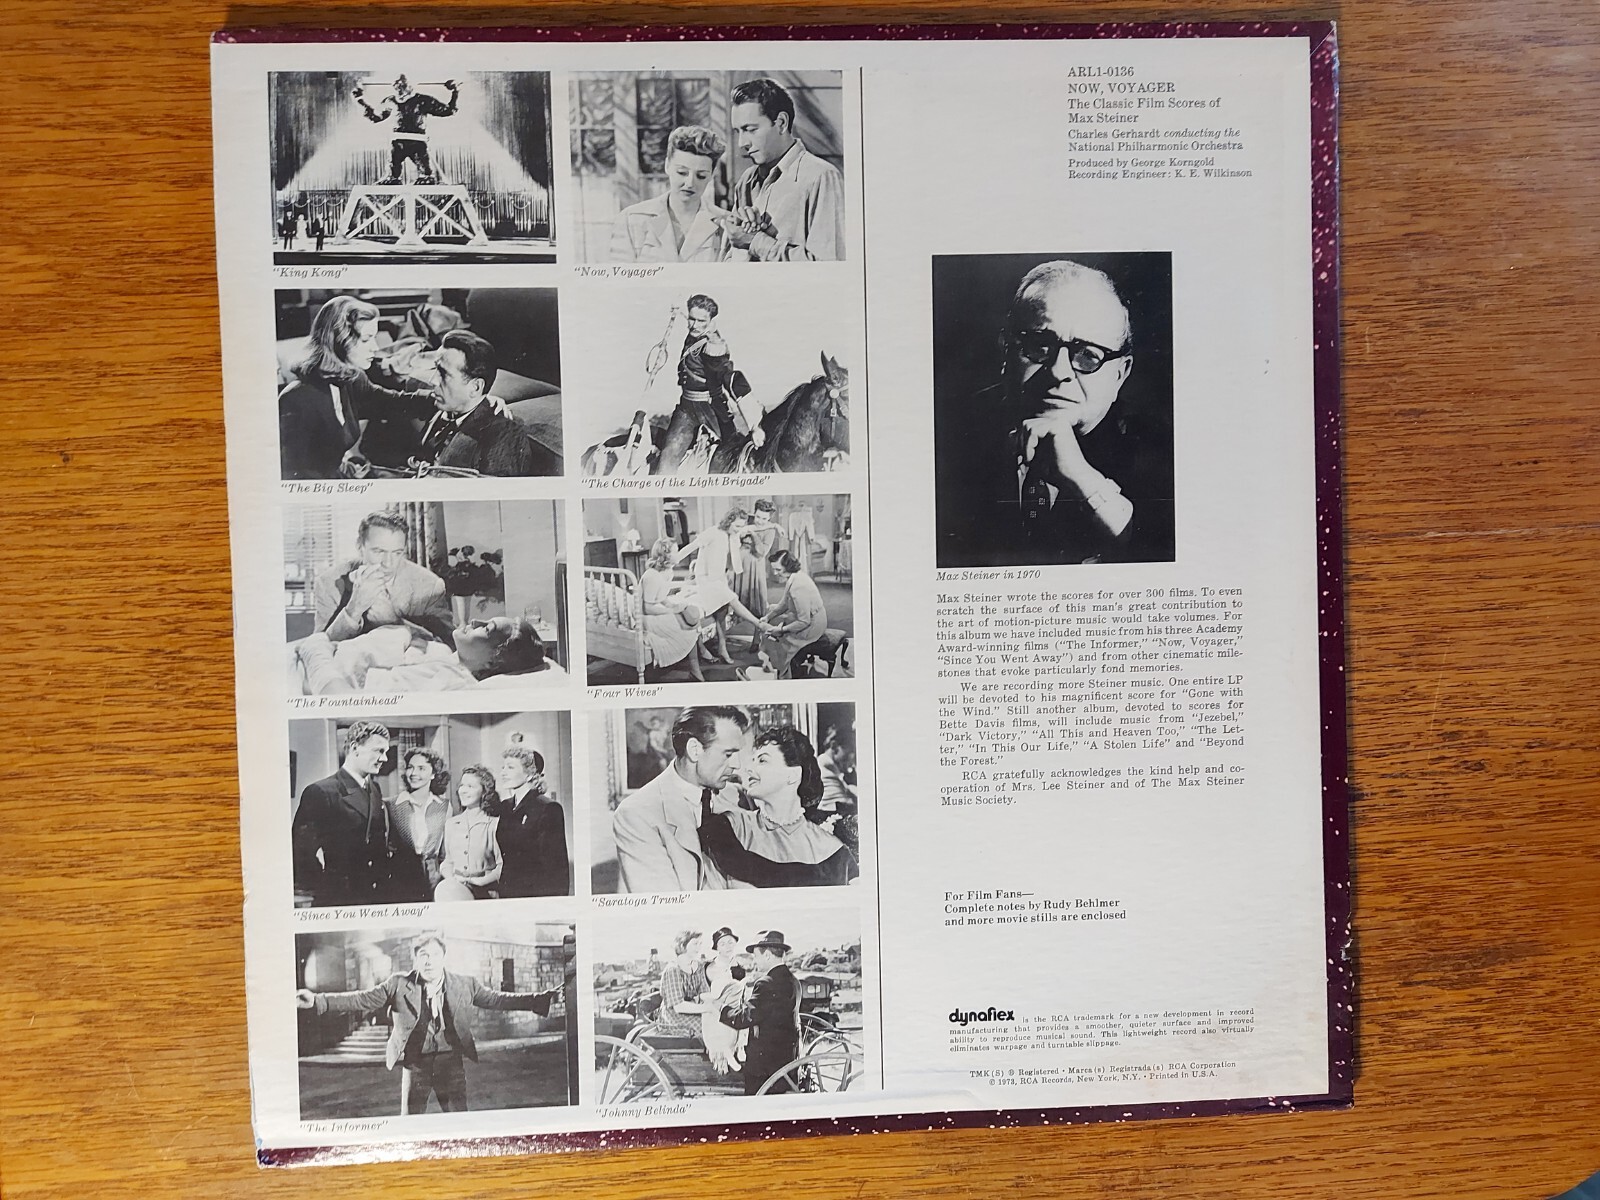 "King Kong"
"Now, Voyager"
"The Big Sleep"
"The Charge of the Light Brigade"
"The Fountainhead"
"Four Wives"
"Since You Went Away"
"Saratoga Trunk"
"The Informer"
"Johnny Belinda"
ARL1-0136
NOW, VOYAGER
The Classic Film Scores of
Max Steiner
Charles Gerhardt conducting the
National Philharmonic Orchestra
Produced by George Korngold
Recording Engineer: K. E. Wilkinson
Max Steiner in 1970
Max Steiner wrote the scores for over 300 films. To even
scratch the surface of this man's great contribution to
the art of motion-picture music would take volumes. For
this album we have included music from his three Academy
Award-winning films ("The Informer," "Now, Voyager,"
"Since You Went Away") and from other cinematic mile-
stones that evoke particularly fond memories.
We are recording more Steiner music. One entire LP
will be devoted to his magnificent score for "Gone with
the Wind." Still another album, devoted to scores for
Bette Davis films, will include music from "Jezebel,"
"Dark Victory," "All This and Heaven Too," "The Let-
ter," "In This Our Life," "A Stolen Life" and "Beyond
the Forest."
RCA gratefully acknowledges the kind help and co-
operation of Mrs. Lee Steiner and of The Max Steiner
Music Society.
For Film Fans—
Complete notes by Rudy Behlmer
and more movie stills are enclosed
dynaflex is the RCA trademark for a new development in record
manufacturing that provides a smoother, quieter surface and improved
ability to reproduce musical sound. This lightweight record also virtually
eliminates warpage and turntable slippage.
TMK(S) ® Registered • Marca(s) Registrada(s) RCA Corporation
© 1973, RCA Records, New York, N.Y. • Printed in U.S.A.